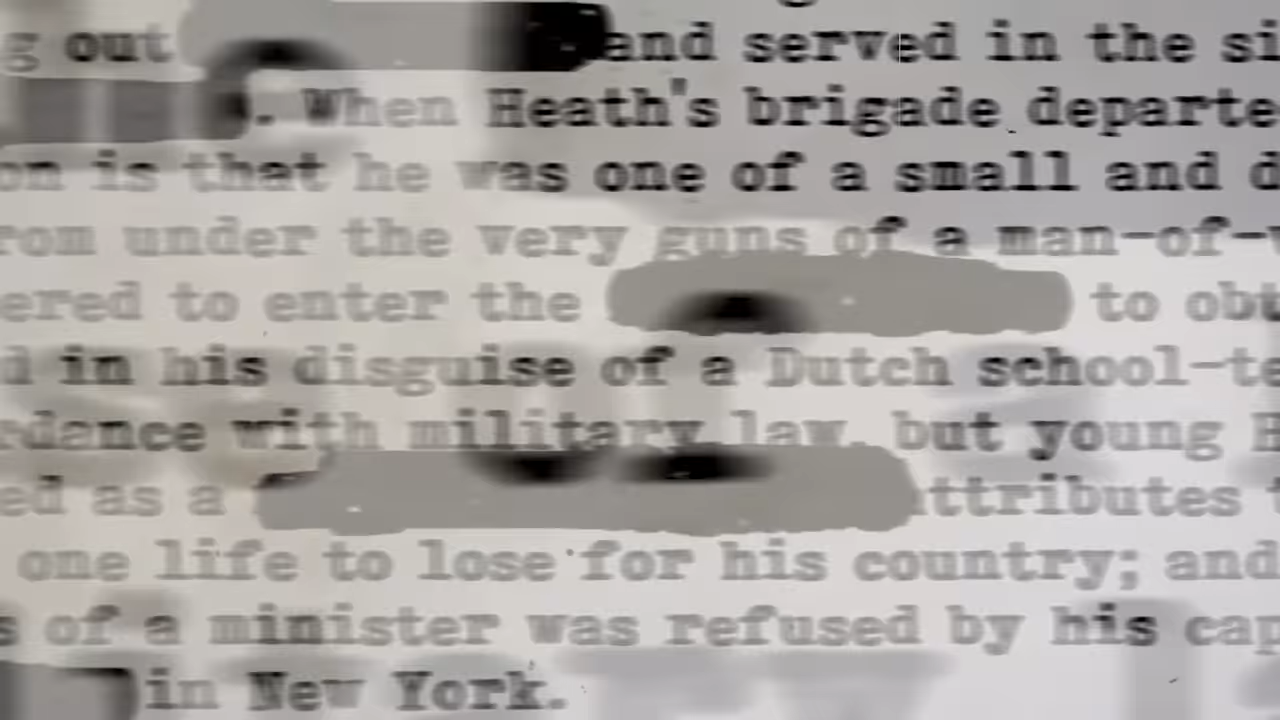 g out and served in the si
. When Heath's brigade departe
on is that he was one of a small and d
rom under the very guns of a man-of-w
ered to enter the to obt
d in his disguise of a Dutch school-te
rdance with military law, but young H
ed as a ttributes t
one life to lose for his country; and
s of a minister was refused by his cap
in New York.